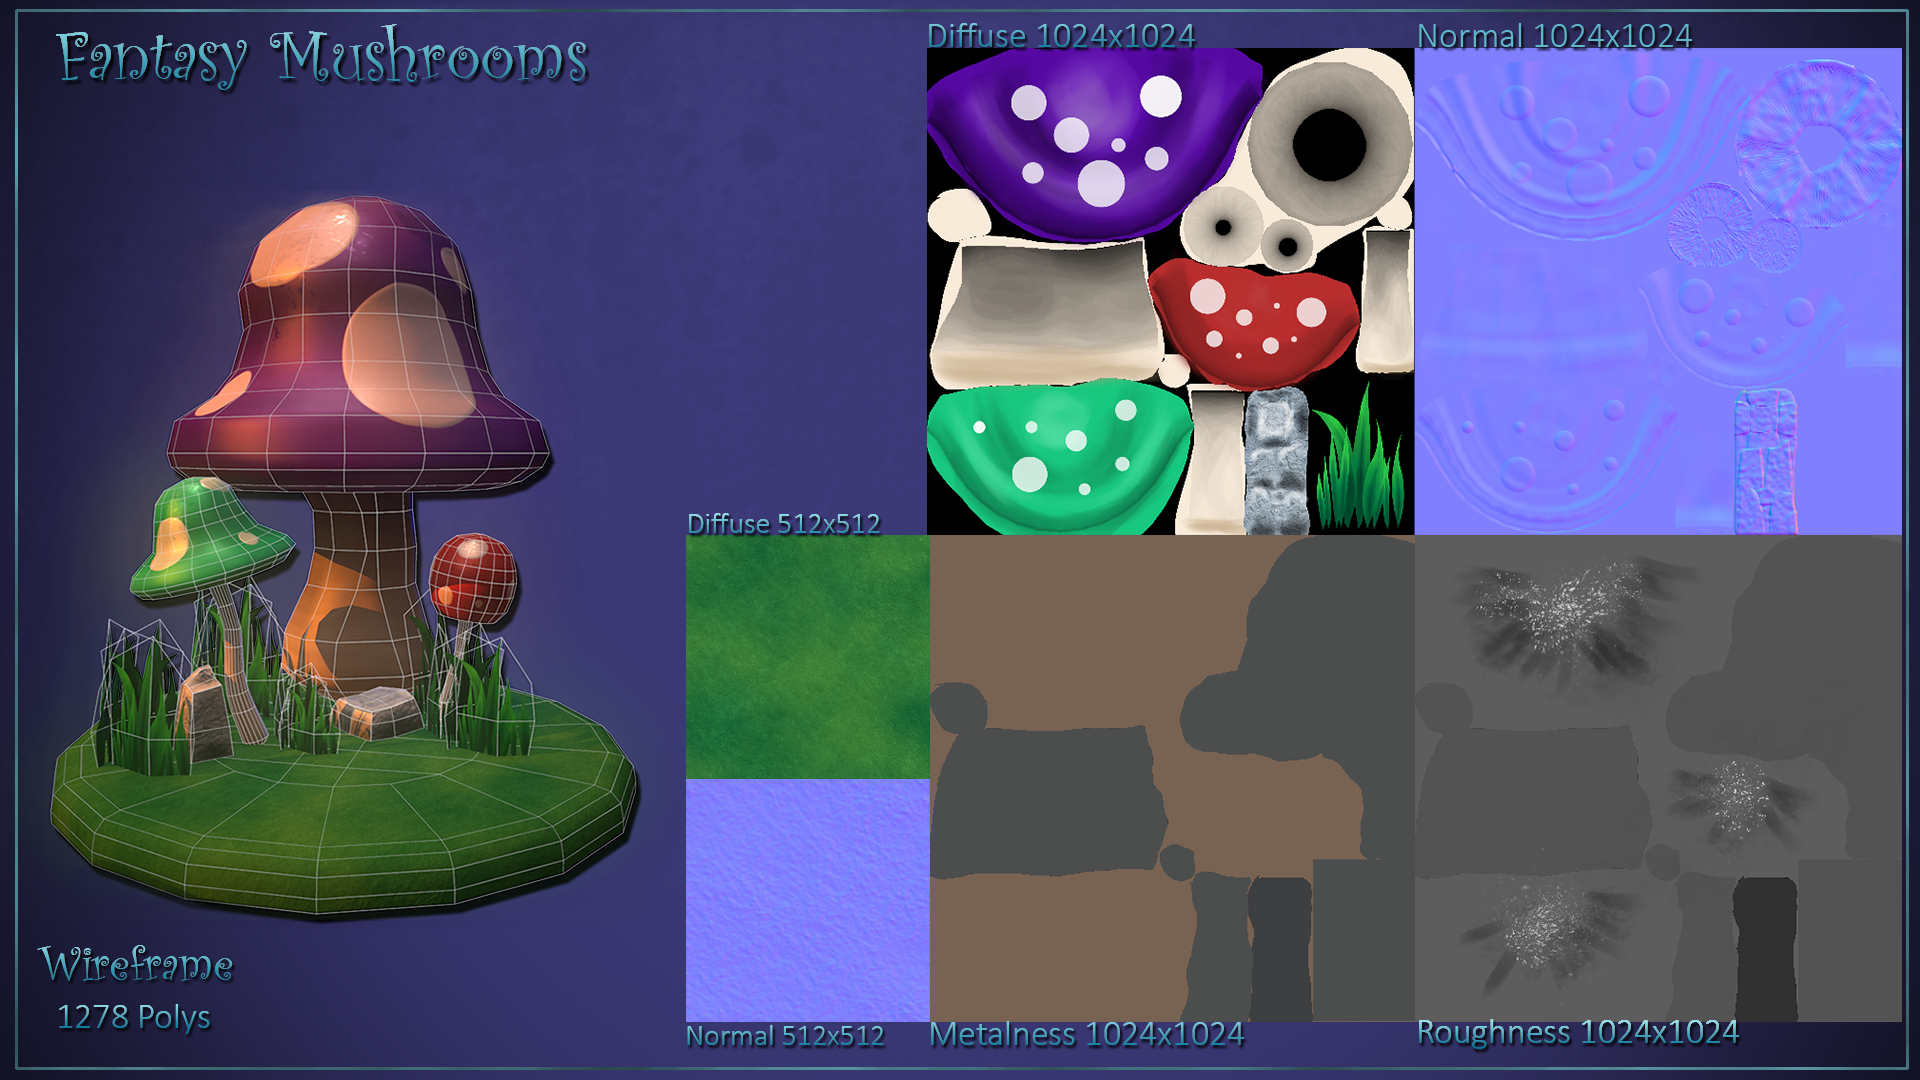 Fantasy Mushrooms
Diffuse 1024x1024
Normal 1024x1024
Diffuse 512x512
Normal 512x512
Metalness 1024x1024
Roughness 1024x1024
Wireframe
1278 Polys